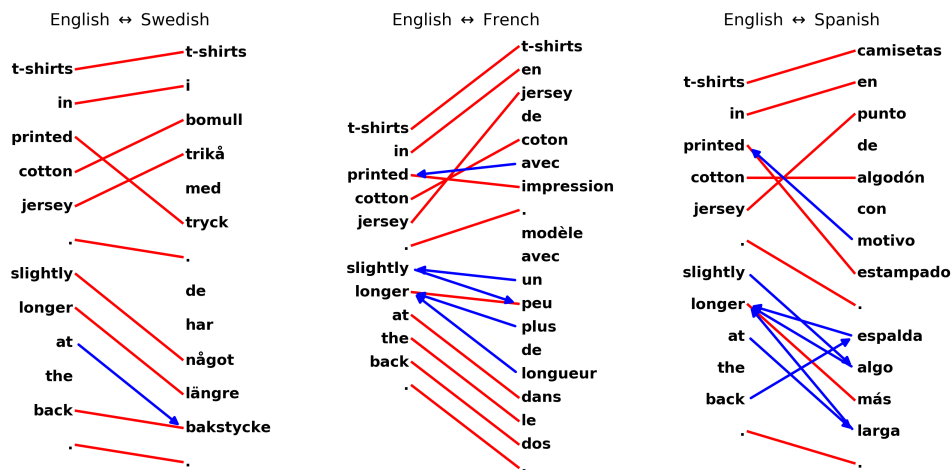 English ↔ Swedish
t-shirts
in
printed
cotton
jersey
.
slightly
longer
at
the
back
.
t-shirts
i
bomull
trikå
med
tryck
.
de
har
något
längre
bakstycke
.
English ↔ French
t-shirts
in
printed
cotton
jersey
.
slightly
longer
at
the
back
.
t-shirts
en
jersey
de
coton
avec
impression
.
modèle
avec
un
peu
plus
de
longueur
dans
le
dos
.
English ↔ Spanish
t-shirts
in
printed
cotton
jersey
.
slightly
longer
at
the
back
.
camisetas
en
punto
de
algodón
con
motivo
estampado
.
espalda
algo
más
larga
.